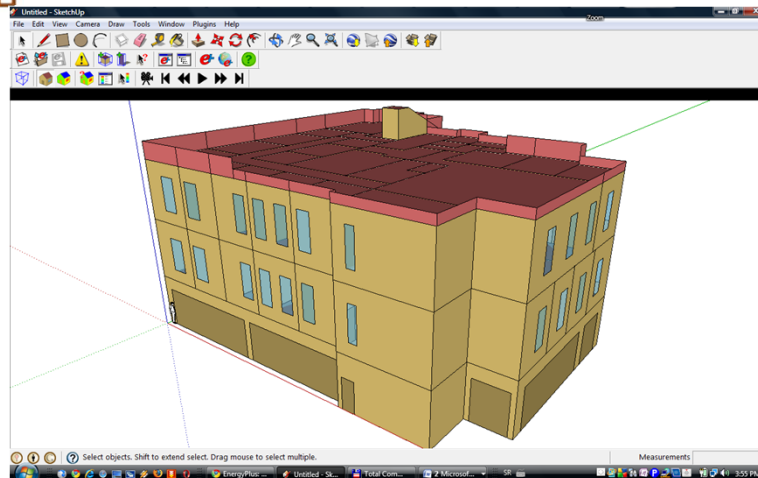 Untitled - SketchUp
Zoom
File Edit View Camera Draw Tools Window Plugins Help
Select objects. Shift to extend select. Drag mouse to select multiple.
Measurements
EnergyPlus: ... Untitled - Sk... Total Com... 2 Microsof... SR 3:55 PM